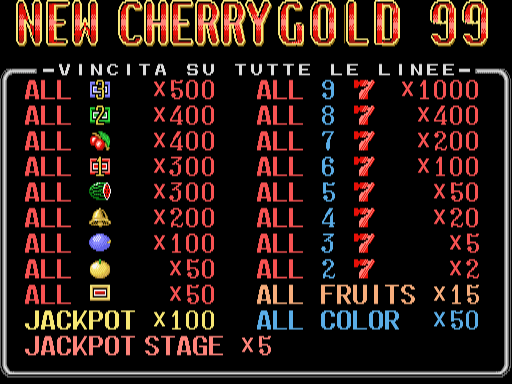 NEW CHERRY GOLD 99
-VINCITA SU TUTTE LE LINEE-
ALL 3 x500 ALL 9 7 x1000
ALL 2 x400 ALL 8 7 x400
ALL x400 ALL 7 7 x200
ALL 1 x300 ALL 6 7 x100
ALL x300 ALL 5 7 x50
ALL x200 ALL 4 7 x20
ALL x100 ALL 3 7 x5
ALL x50 ALL 2 7 x2
ALL x50 ALL FRUITS x15
JACKPOT x100 ALL COLOR x50
JACKPOT STAGE x5